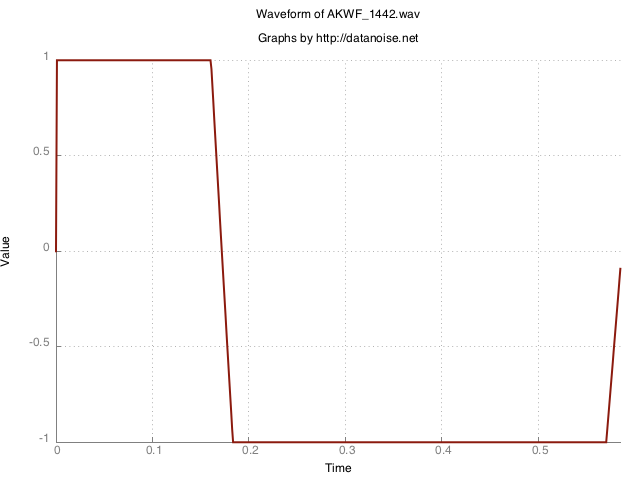 Waveform of AKWF_1442.wav
Graphs by http://datanoise.net
1
0.5
0
-0.5
-1
Value
0 0.1 0.2 0.3 0.4 0.5
Time